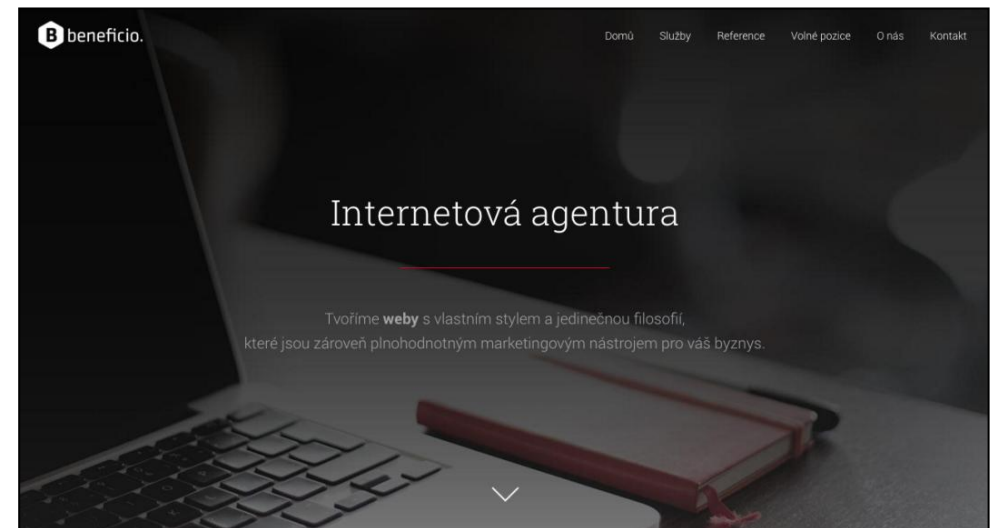 B beneficio.
Domů Služby Reference Volné pozice O nás Kontakt
Internetová agentura
Tvoříme weby s vlastním stylem a jedinečnou filosofií,
které jsou zároveň plnohodnotným marketingovým nástrojem pro váš byznys.